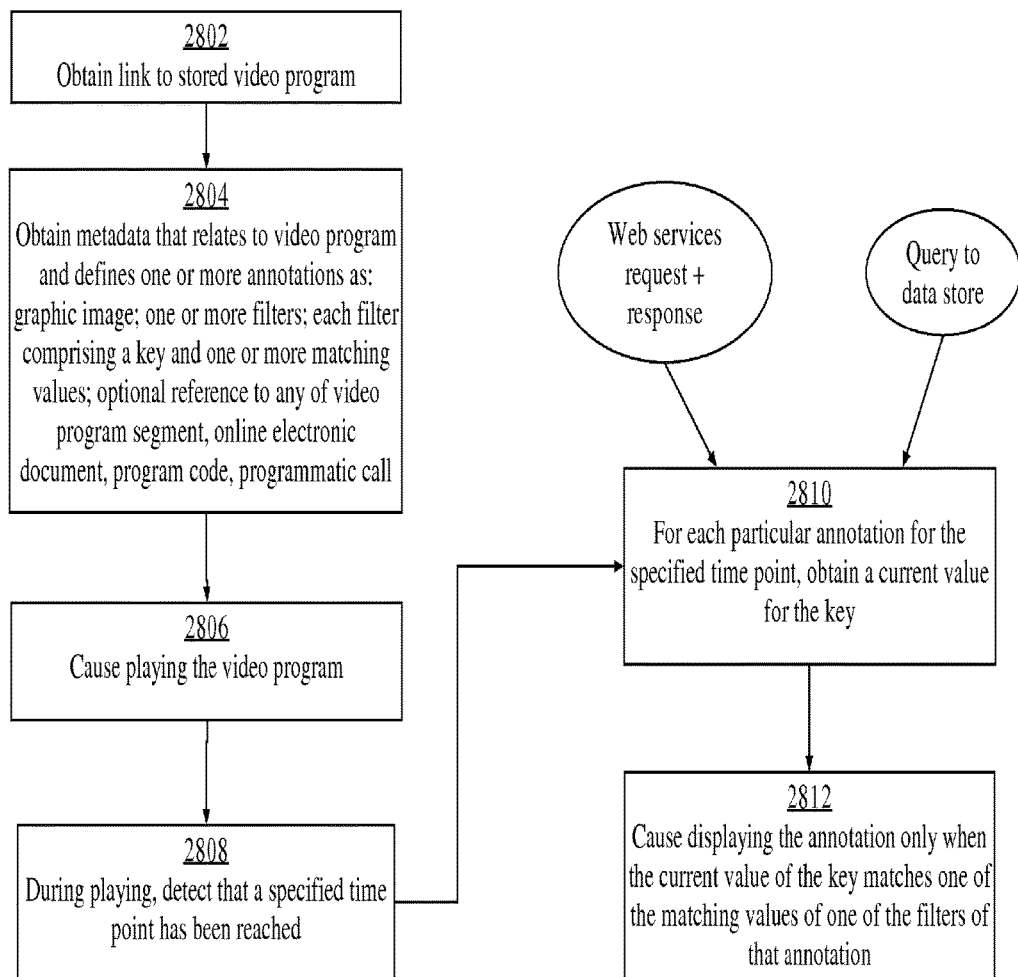 2802
Obtain link to stored video program
2804
Obtain metadata that relates to video program
and defines one or more annotations as:
graphic image; one or more filters; each filter
comprising a key and one or more matching
values; optional reference to any of video
program segment, online electronic
document, program code, programmatic call
2806
Cause playing the video program
2808
During playing, detect that a specified time
point has been reached
Web services
request +
response
Query to
data store
2810
For each particular annotation for the
specified time point, obtain a current value
for the key
2812
Cause displaying the annotation only when
the current value of the key matches one of
the matching values of one of the filters of
that annotation